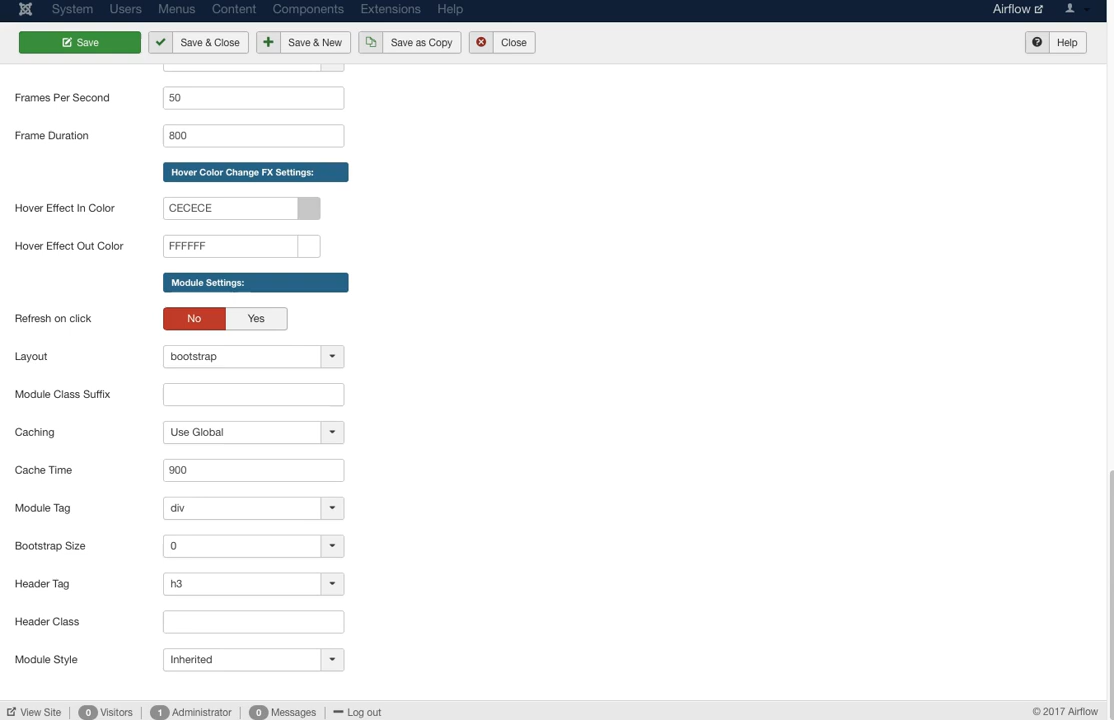 System Users Menus Content Components Extensions Help Airflow
Save Save & Close Save & New Save as Copy Close Help
Frames Per Second 50
Frame Duration 800
Hover Color Change FX Settings:
Hover Effect In Color CECECE
Hover Effect Out Color FFFFFF
Module Settings:
Refresh on click No Yes
Layout bootstrap
Module Class Suffix
Caching Use Global
Cache Time 900
Module Tag div
Bootstrap Size 0
Header Tag h3
Header Class
Module Style Inherited
View Site 0 Visitors 1 Administrator 0 Messages Log out © 2017 Airflow